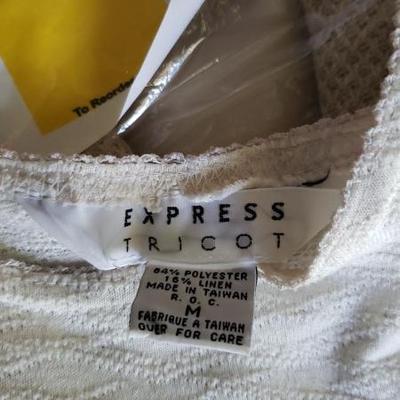 To Reorder
EXPRESS
TRICOT
84% POLYESTER
16% LINEN
MADE IN TAIWAN
R. O. C.
M
FABRIQUE A TAIWAN
OVER FOR CARE